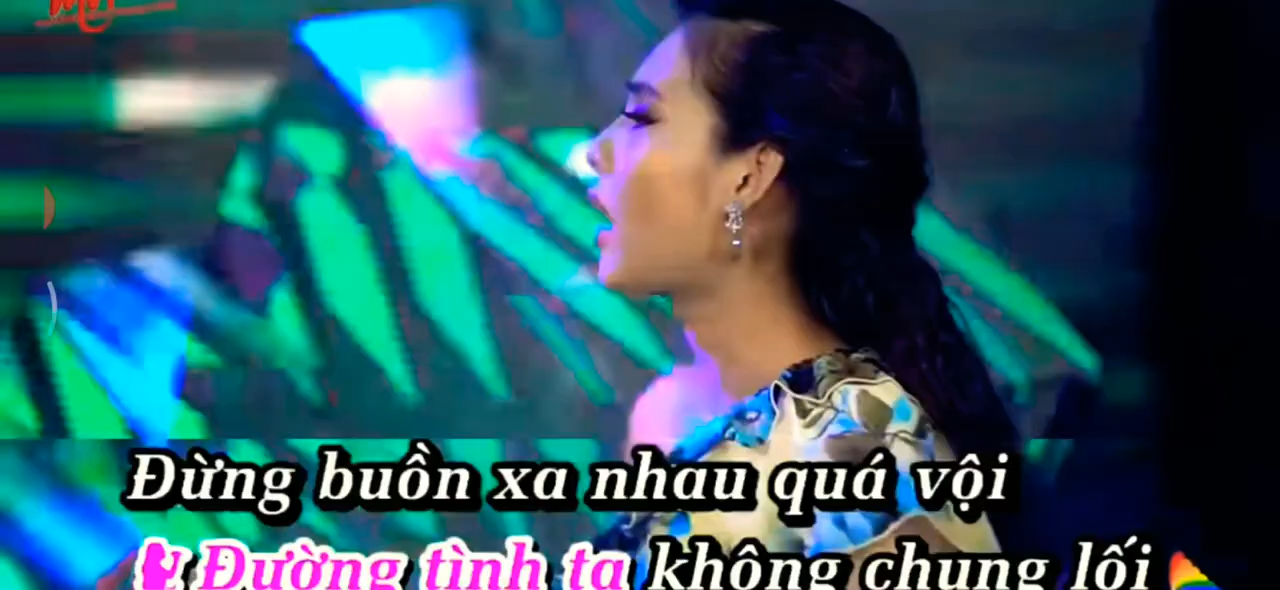 Đừng buồn xa nhau quá vội
Đường tình ta không chung lối